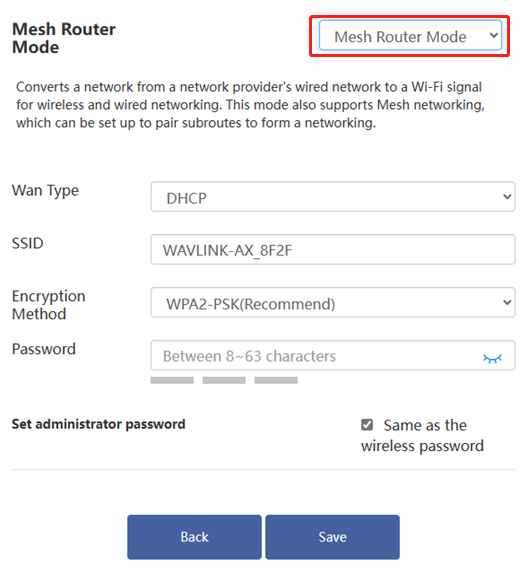 Mesh Router
Mode
Mesh Router Mode
Converts a network from a network provider's wired network to a Wi-Fi signal
for wireless and wired networking. This mode also supports Mesh networking,
which can be set up to pair subroutes to form a networking.
Wan Type
DHCP
SSID
WAVLINK-AX_8F2F
Encryption
Method
WPA2-PSK(Recommend)
Password
Between 8~63 characters
Set administrator password
Same as the
wireless password
Back
Save